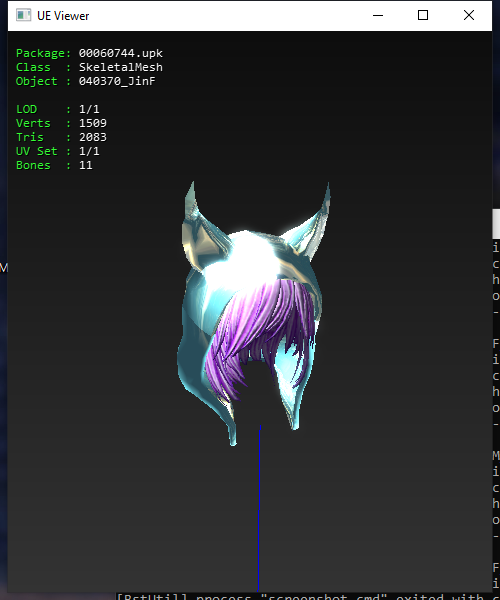 UE Viewer
Package: 00060744.upk
Class : SkeletalMesh
Object : 040370_JinF
LOD : 1/1
Verts : 1509
Tris : 2083
UV Set : 1/1
Bones : 11
M
i
c
h
o
-
F
i
c
h
o
-
M
i
c
h
o
-
F
i
[BstUtil] process "screenshot.cmd" exited with c